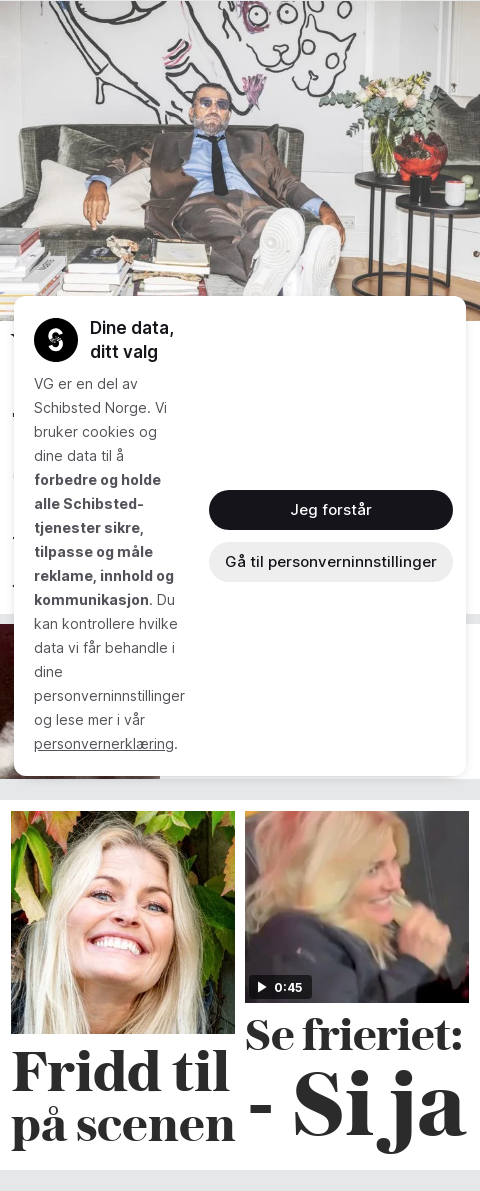 Dine data,
ditt valg
VG er en del av
Schibsted Norge. Vi
bruker cookies og
dine data til å
forbedre og holde
alle Schibsted-
tjenester sikre,
tilpasse og måle
reklame, innhold og
kommunikasjon. Du
kan kontrollere hvilke
data vi får behandle i
dine
personverninnstillinger
og lese mer i vår
personvernerklæring.
Jeg forstår
Gå til personverninnstillinger
Fridd til
på scenen
0:45
Se frieriet:
- Si ja